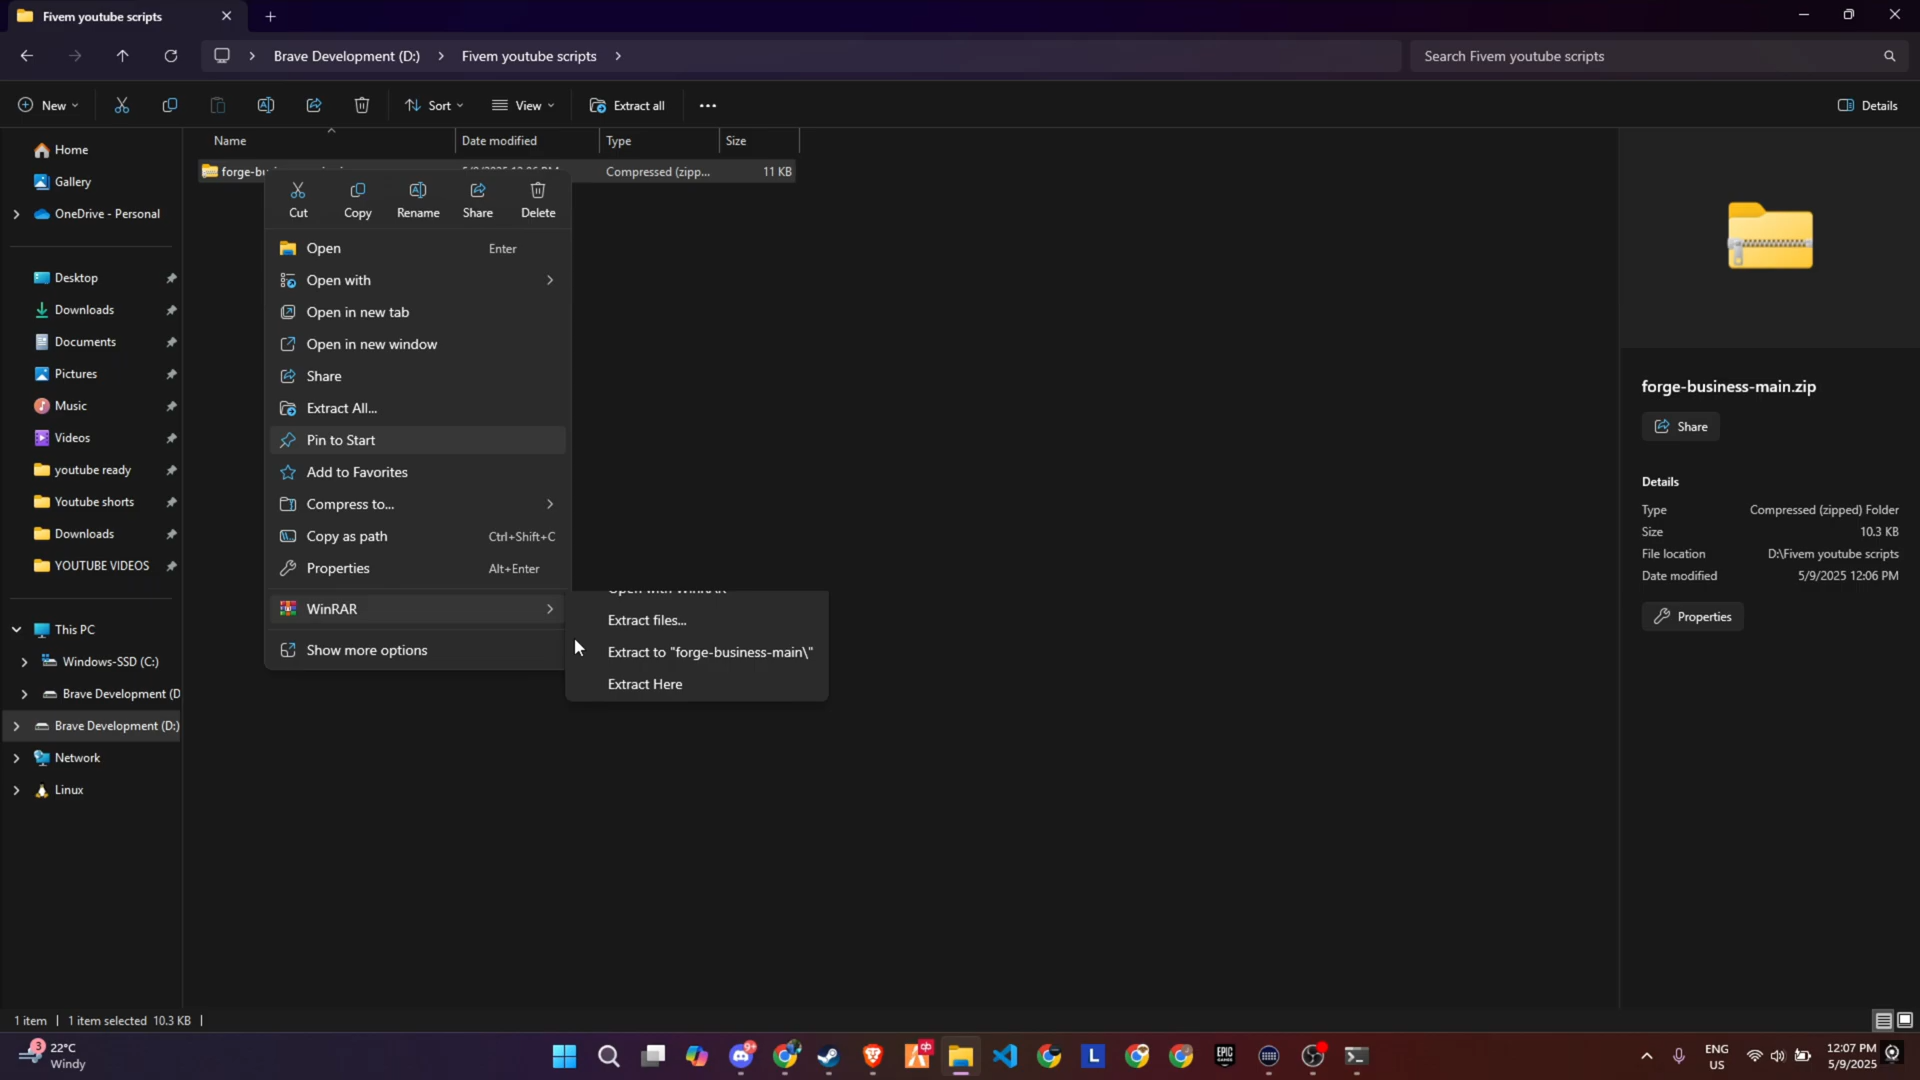 Fivem youtube scripts
Brave Development (D:)
Fivem youtube scripts
Search Fivem youtube scripts
New
Sort
View
Extract all
Details
Name
Date modified
Type
Size
Compressed (zipp...
11 KB
Home
Gallery
OneDrive - Personal
Desktop
Downloads
Documents
Pictures
Music
Videos
youtube ready
Youtube shorts
Downloads
YOUTUBE VIDEOS
This PC
Windows-SSD (C:)
Brave Development (D
Brave Development (D:)
Network
Linux
Cut
Copy
Rename
Share
Delete
Open Enter
Open with
Open in new tab
Open in new window
Share
Extract All...
Pin to Start
Add to Favorites
Compress to...
Copy as path Ctrl+Shift+C
Properties Alt+Enter
WinRAR
Show more options
Extract files...
Extract to "forge-business-main\"
Extract Here
forge-business-main.zip
Share
Details
Type Compressed (zipped) Folder
Size 10.3 KB
File location D:\Fivem youtube scripts
Date modified 5/9/2025 12:06 PM
Properties
1 item 1 item selected 10.3 KB
3
22°C
Windy
9+
EPIC
GAMES
L
ENG
US
12:07 PM
5/9/2025